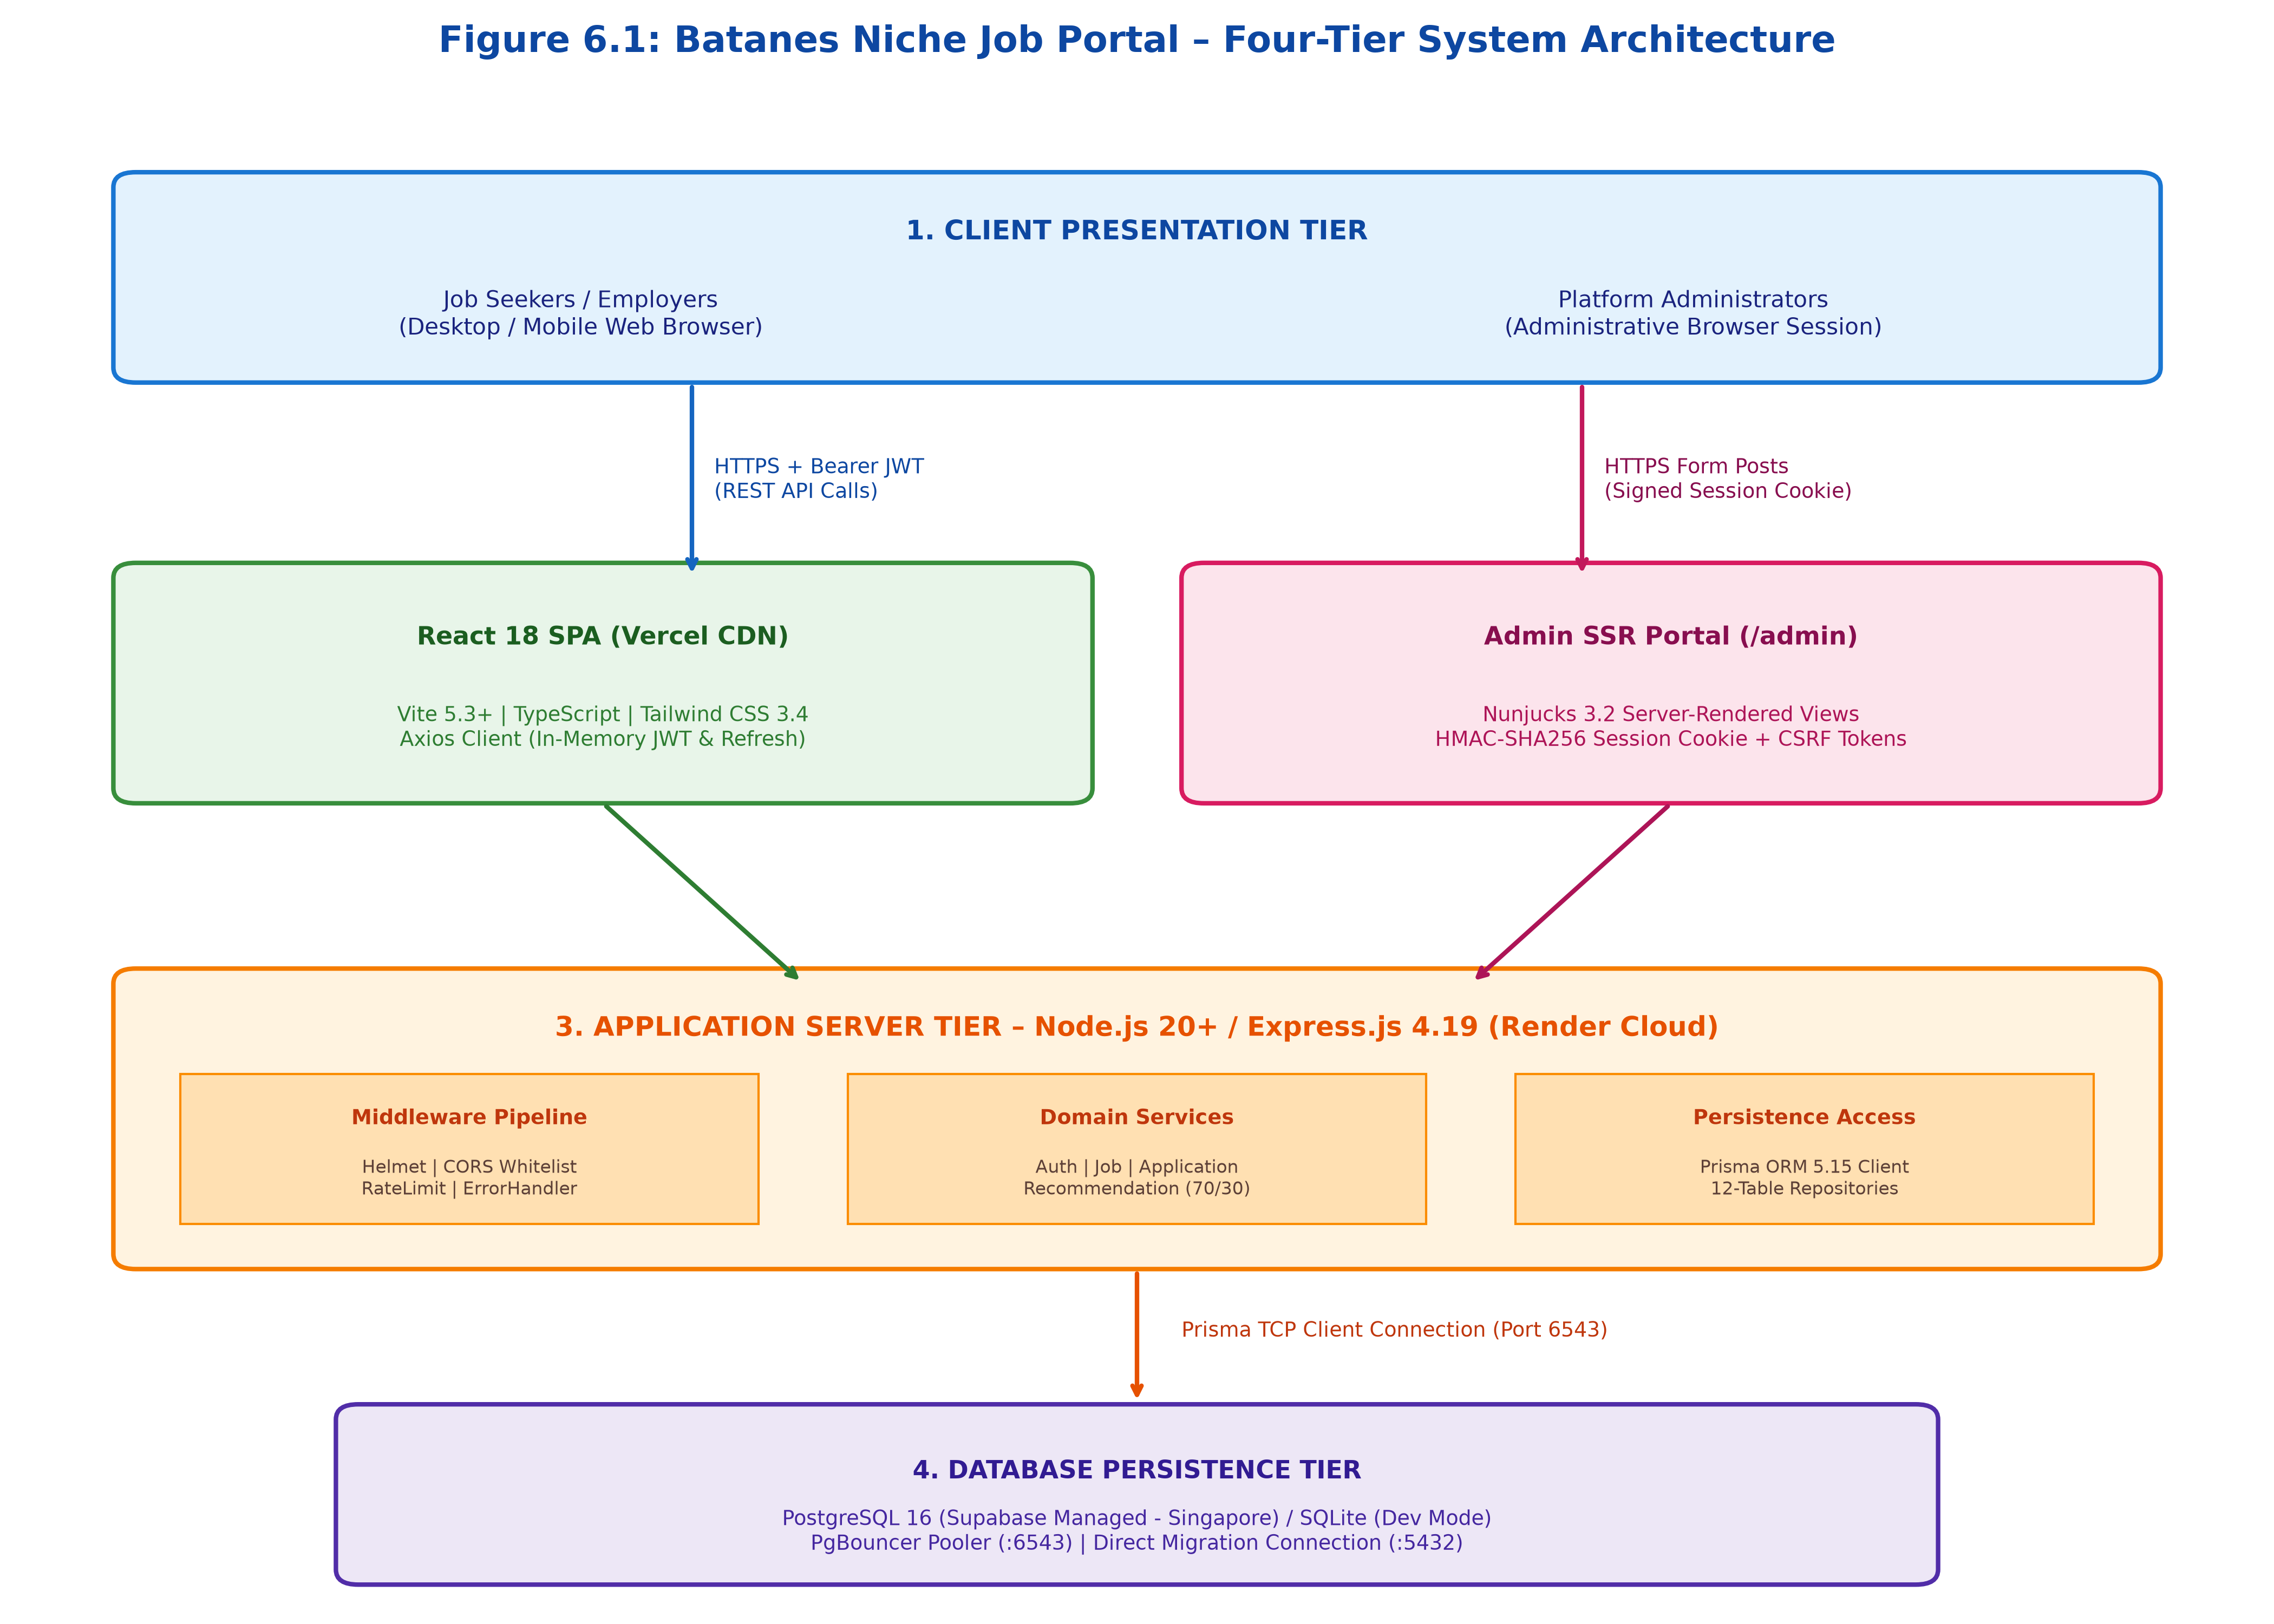 Figure 6.1: Batanes Niche Job Portal – Four-Tier System Architecture
1. CLIENT PRESENTATION TIER
Job Seekers / Employers
(Desktop / Mobile Web Browser)
Platform Administrators
(Administrative Browser Session)
HTTPS + Bearer JWT
(REST API Calls)
HTTPS Form Posts
(Signed Session Cookie)
React 18 SPA (Vercel CDN)
Vite 5.3+ | TypeScript | Tailwind CSS 3.4
Axios Client (In-Memory JWT & Refresh)
Admin SSR Portal (/admin)
Nunjucks 3.2 Server-Rendered Views
HMAC-SHA256 Session Cookie + CSRF Tokens
3. APPLICATION SERVER TIER – Node.js 20+ / Express.js 4.19 (Render Cloud)
Middleware Pipeline
Helmet | CORS Whitelist
RateLimit | ErrorHandler
Domain Services
Auth | Job | Application
Recommendation (70/30)
Persistence Access
Prisma ORM 5.15 Client
12-Table Repositories
Prisma TCP Client Connection (Port 6543)
4. DATABASE PERSISTENCE TIER
PostgreSQL 16 (Supabase Managed - Singapore) / SQLite (Dev Mode)
PgBouncer Pooler (:6543) | Direct Migration Connection (:5432)